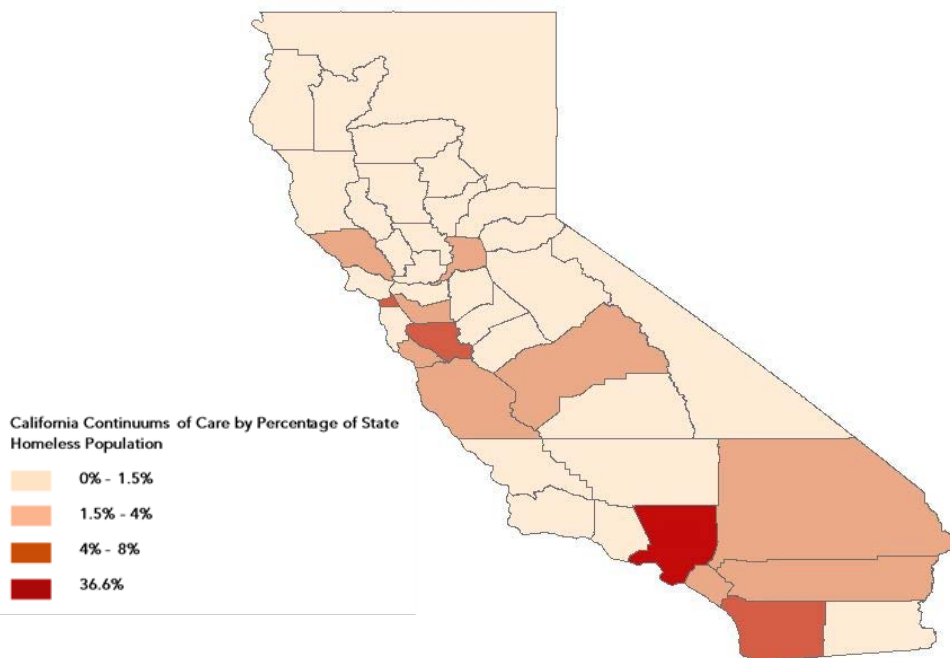 California Continuums of Care by Percentage of State
Homeless Population
0% - 1.5%
1.5% - 4%
4% - 8%
36.6%